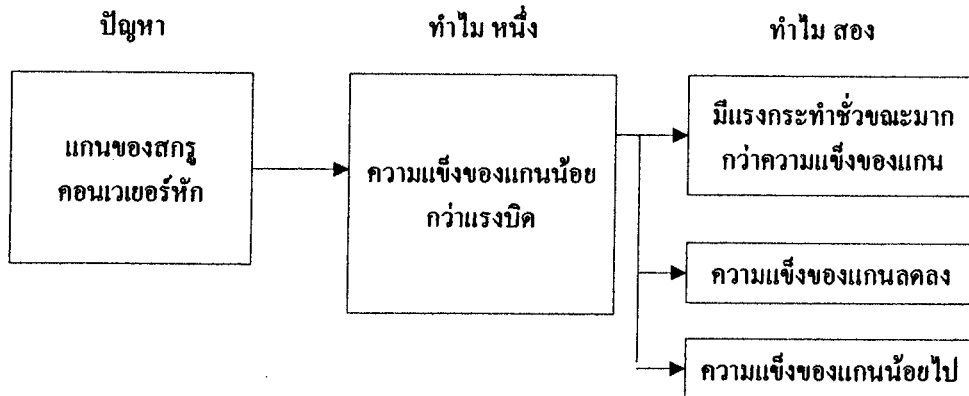 ปัญหา
ทำไม หนึ่ง
ทำไม สอง
แกนของสกรู
คอนเวเยอร์หัก
ความแข็งของแกนน้อย
กว่าแรงบิด
มีแรงกระทำชั่วขณะมาก
กว่าความแข็งของแกน
ความแข็งของแกนลดลง
ความแข็งของแกนน้อยไป